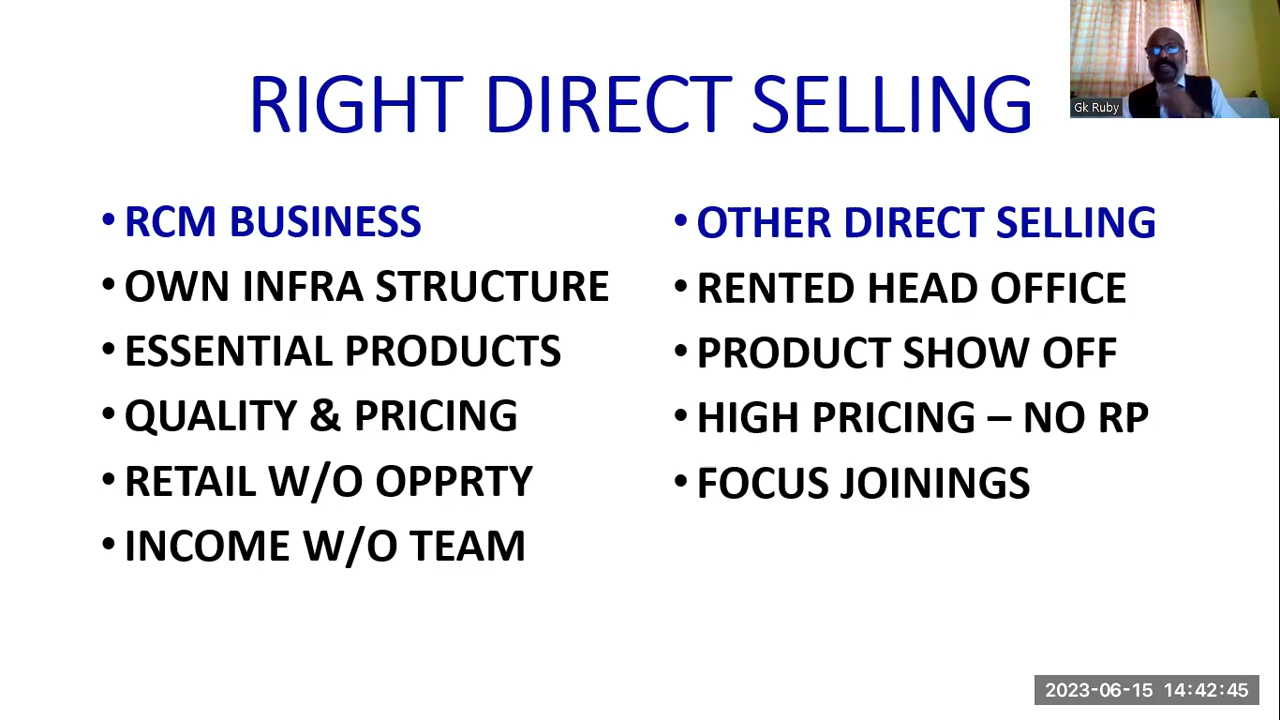 RIGHT DIRECT SELLING
Gk Ruby
• RCM BUSINESS
• OWN INFRA STRUCTURE
• ESSENTIAL PRODUCTS
• QUALITY & PRICING
• RETAIL W/O OPPRTY
• INCOME W/O TEAM
• OTHER DIRECT SELLING
• RENTED HEAD OFFICE
• PRODUCT SHOW OFF
• HIGH PRICING – NO RP
• FOCUS JOININGS
2023-06-15 14:42:45